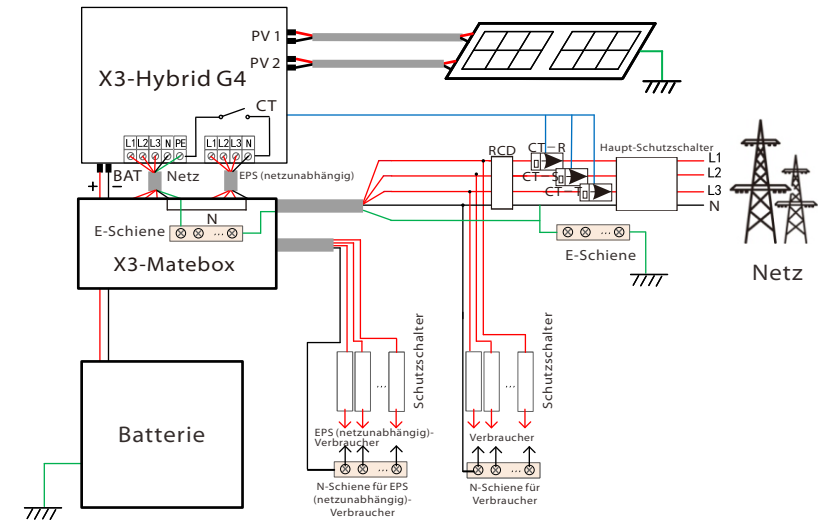 PV 1
PV 2
X3-Hybrid G4
CT
L1 L2 L3 N PE
L1 L2 L3 N
+ −
BAT
Netz
EPS (netzunabhängig)
RCD
CT−R
CT−S
CT−T
Haupt-Schutzschalter
L1
L2
L3
N
N
E-Schiene
...
X3-Matebox
...
E-Schiene
Netz
Batterie
...
Schutzschalter
EPS (netzunabhängig)-
Verbraucher
...
N-Schiene für EPS
(netzunabhängig)-
Verbraucher
...
Schutzschalter
Verbraucher
...
N-Schiene für
Verbraucher